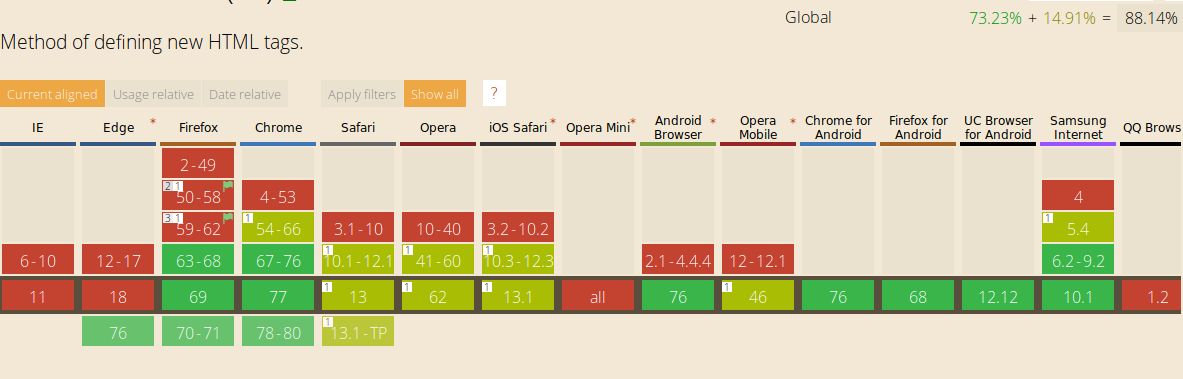 Global 73.23% + 14.91% = 88.14%
Method of defining new HTML tags.
Current aligned Usage relative Date relative Apply filters Show all ?
IE Edge * Firefox Chrome Safari Opera iOS Safari * Opera Mini * Android Browser * Opera Mobile * Chrome for Android Firefox for Android UC Browser for Android Samsung Internet QQ Brows
2-49
2 1 50-58 4-53 4
3 1 59-62 1 54-66 3.1-10 10-40 3.2-10.2 1 5.4
6-10 12-17 63-68 67-76 1 10.1-12.1 1 41-60 1 10.3-12.3 2.1-4.4.4 12-12.1 6.2-9.2
11 18 69 77 1 13 1 62 1 13.1 all 76 1 46 76 68 12.12 10.1 1.2
76 70-71 78-80 1 13.1-TP